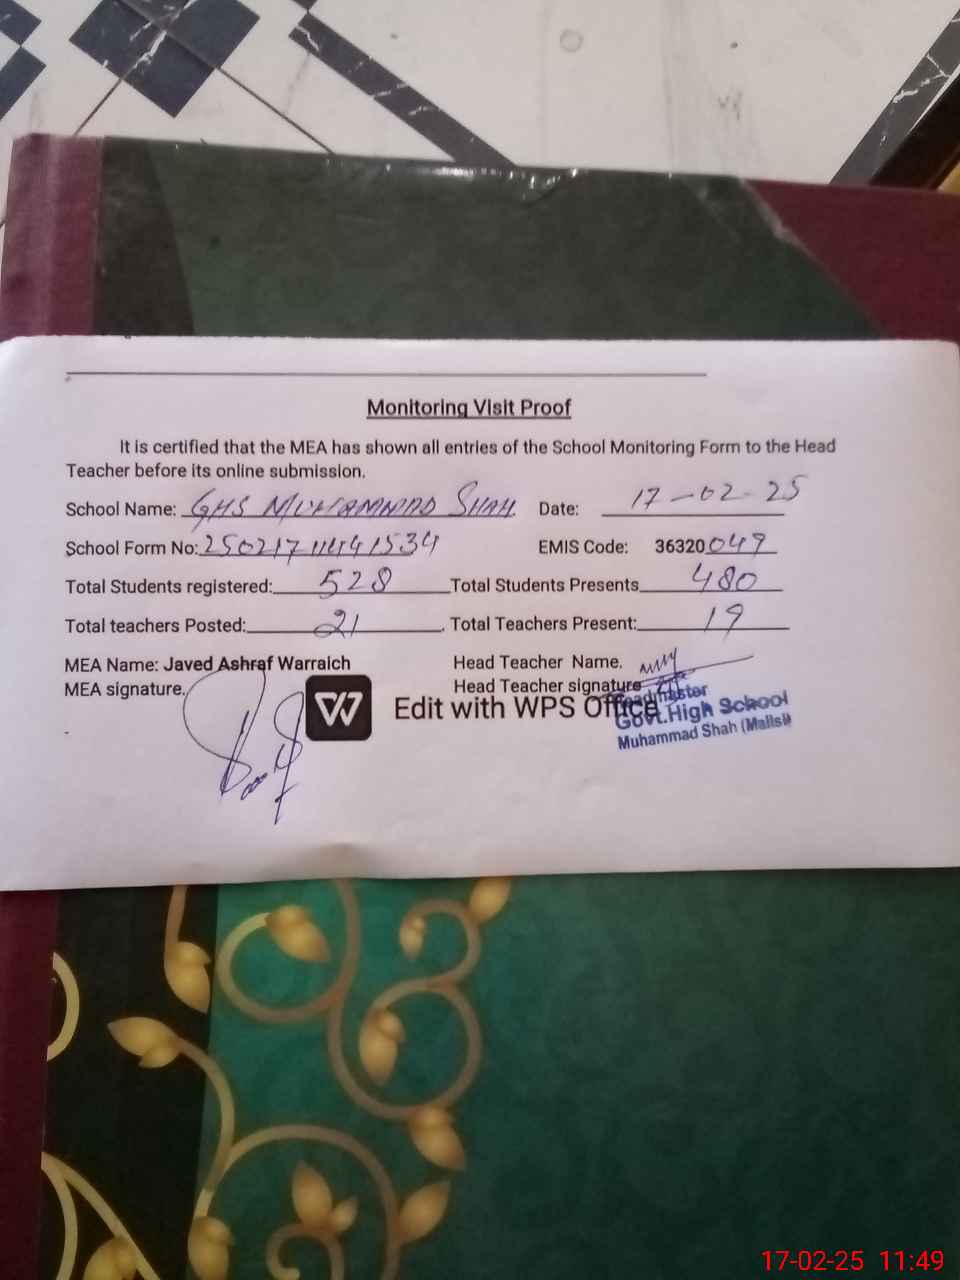 Monitoring Visit Proof
It is certified that the MEA has shown all entries of the School Monitoring Form to the Head
Teacher before its online submission.
School Name: GHS MUHAMMAD SHAH Date: 17-02-25
School Form No: EMIS Code: 36320049
Total Students registered: 528 Total Students Presents 480
Total teachers Posted: 21 Total Teachers Present: 19
MEA Name: Javed Ashraf Warraich Head Teacher Name.
MEA signature. Head Teacher signature
Edit with WPS Office
Headmaster
Govt.High School
Muhammad Shah (Mailsi)
17-02-25 11:49